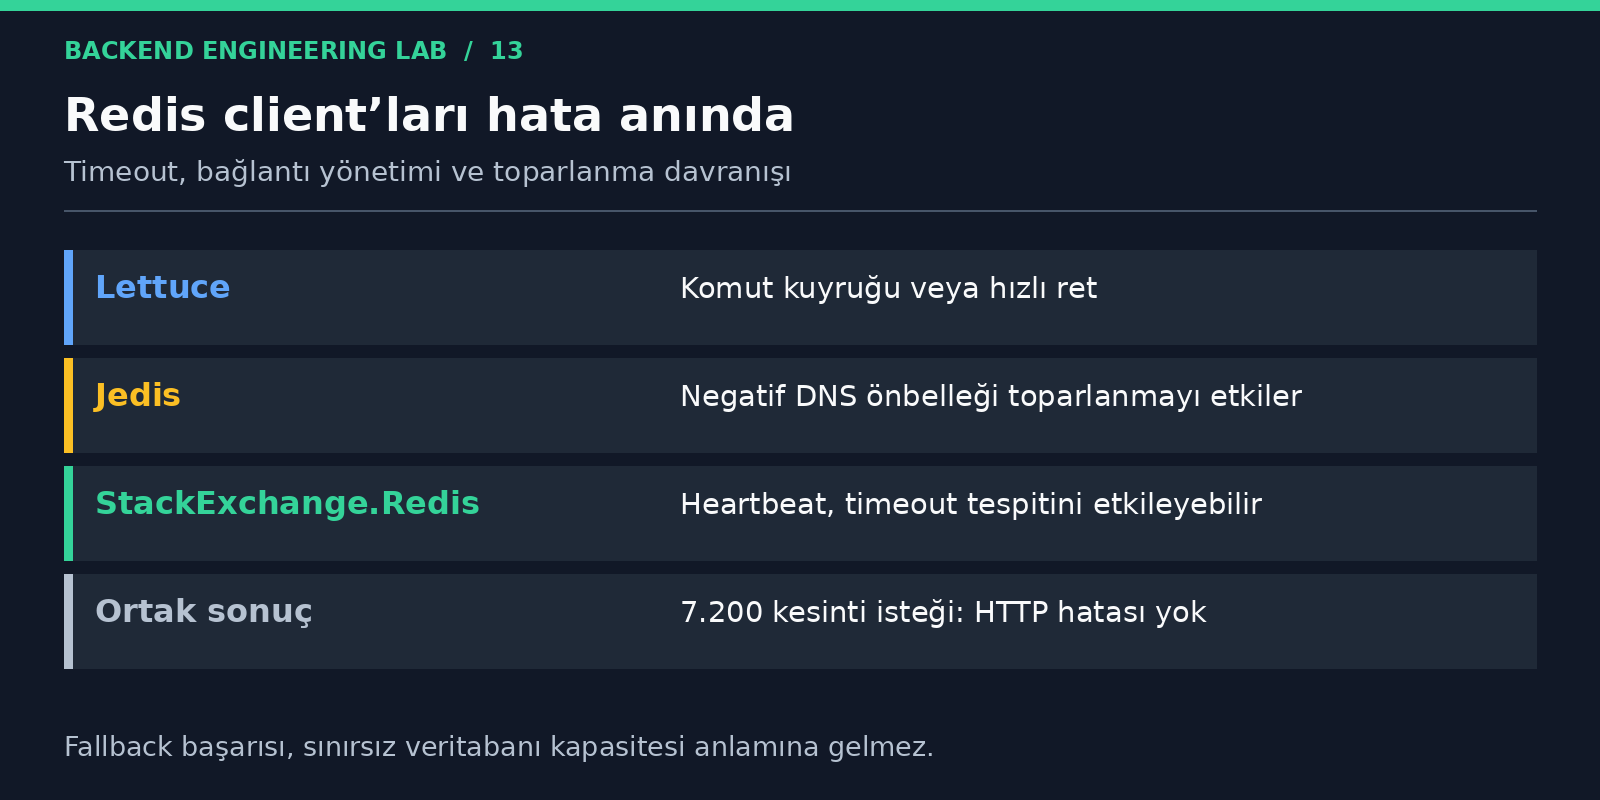 BACKEND ENGINEERING LAB / 13
Redis client’ları hata anında
Timeout, bağlantı yönetimi ve toparlanma davranışı
Lettuce
Komut kuyruğu veya hızlı ret
Jedis
Negatif DNS önbelleği toparlanmayı etkiler
StackExchange.Redis
Heartbeat, timeout tespitini etkileyebilir
Ortak sonuç
7.200 kesinti isteği: HTTP hatası yok
Fallback başarısı, sınırsız veritabanı kapasitesi anlamına gelmez.